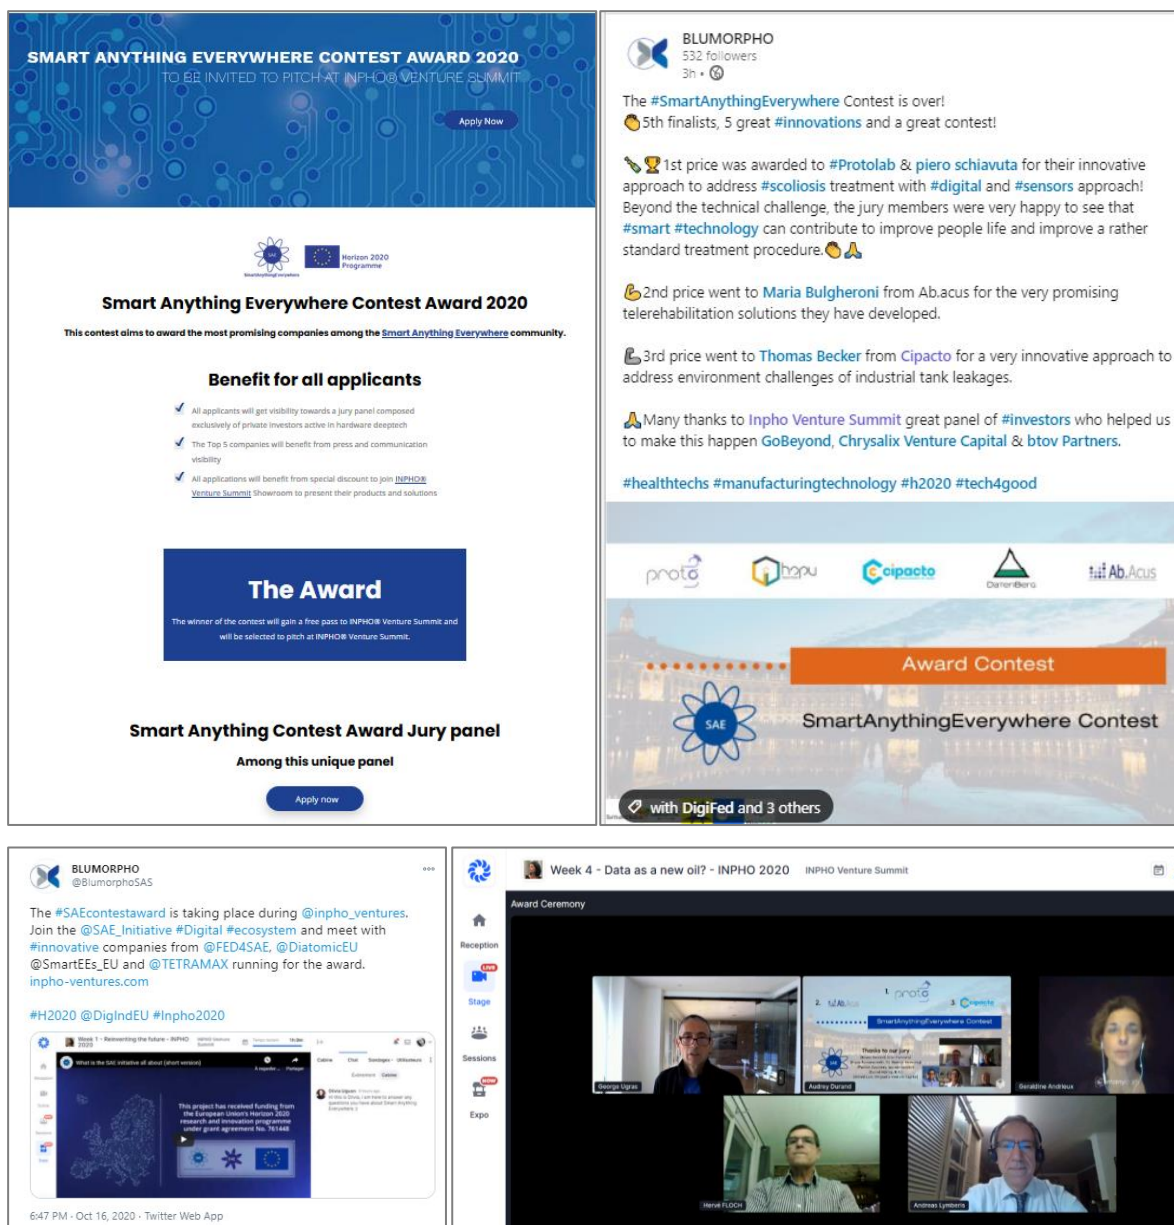 SMART ANYTHING EVERYWHERE CONTEST AWARD 2020
TO BE INVITED TO PITCH AT INPHO® VENTURE SUMMIT
Apply Now
SAE
SmartAnythingEverywhere
Horizon 2020
Programme
Smart Anything Everywhere Contest Award 2020
This contest aims to award the most promising companies among the Smart Anything Everywhere community.
Benefit for all applicants
All applicants will get visibility towards a jury panel composed
exclusively of private investors active in hardware deeptech
The Top 5 companies will benefit from press and communication
visibility
All applications will benefit from special discount to join INPHO®
Venture Summit Showroom to present their products and solutions
The Award
The winner of the contest will gain a free pass to INPHO® Venture Summit and
will be selected to pitch at INPHO® Venture Summit.
Smart Anything Contest Award Jury panel
Among this unique panel
Apply now
BLUMORPHO
532 followers
3h •
The #SmartAnythingEverywhere Contest is over!
👏5th finalists, 5 great #innovations and a great contest!
🍾🏆1st price was awarded to #Protolab & piero schiavuta for their innovative
approach to address #scoliosis treatment with #digital and #sensors approach!
Beyond the technical challenge, the jury members were very happy to see that
#smart #technology can contribute to improve people life and improve a rather
standard treatment procedure.👏🙏
💪2nd price went to Maria Bulgheroni from Ab.acus for the very promising
telerehabilitation solutions they have developed.
🦾3rd price went to Thomas Becker from Cipacto for a very innovative approach to
address environment challenges of industrial tank leakages.
🙏Many thanks to Inpho Venture Summit great panel of #investors who helped us
to make this happen GoBeyond, Chrysalix Venture Capital & btov Partners.
#healthtechs #manufacturingtechnology #h2020 #tech4good
proto
hopu
cipacto
DarrenBerg
Ab.Acus
Award Contest
SAE
SmartAnythingEverywhere Contest
with DigiFed and 3 others
BLUMORPHO
@BlumorphoSAS
The #SAEcontestaward is taking place during @inpho_ventures.
Join the @SAE_Initiative #Digital #ecosystem and meet with
#innovative companies from @FED4SAE, @DiatomicEU
@SmartEEs_EU and @TETRAMAX running for the award.
inpho-ventures.com
#H2020 @DigIndEU #Inpho2020
Week 1 - Reinventing the future - INPHO
2020
What is the SAE initiative all about (short version)
This project has received funding from
the European Union's Horizon 2020
research and innovation programme
under grant agreement No. 761448
Chat
6:47 PM · Oct 16, 2020 · Twitter Web App
Week 4 - Data as a new oil? - INPHO 2020
INPHO Venture Summit
Award Ceremony
Reception
LIVE
Stage
Sessions
NOW
Expo
1. proto
2. Ab.Acus
3. Cipacto
SmartAnythingEverywhere Contest
Thanks to our jury
George Ugras
Audrey Durand
Geraldine Andrieux
Hervé FLOCH
Andreas Lymberis